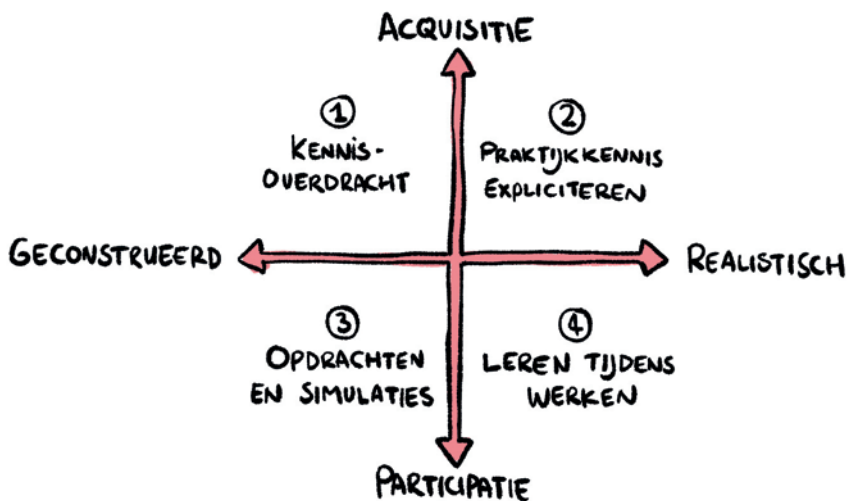 ACQUISITIE
1
KENNIS-
OVERDRACHT
2
PRAKTIJKKENNIS
EXPLICITEREN
GECONSTRUEERD
REALISTISCH
3
OPDRACHTEN
EN SIMULATIES
4
LEREN TIJDENS
WERKEN
PARTICIPATIE